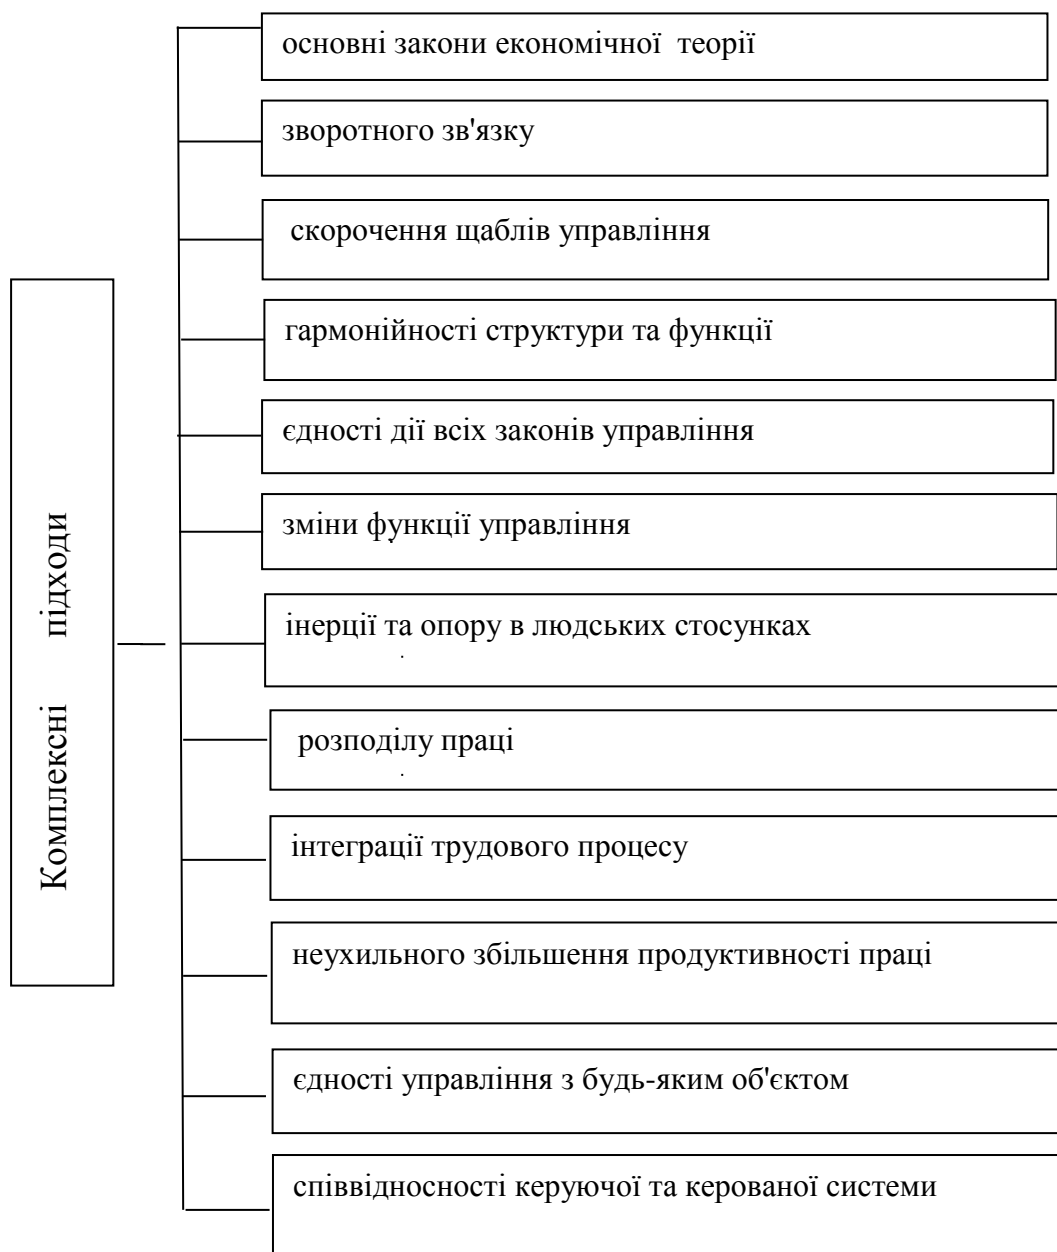 основні закони економічної теорії
зворотного зв'язку
скорочення щаблів управління
гармонійності структури та функції
єдності дії всіх законів управління
зміни функції управління
інерції та опору в людських стосунках
розподілу праці
інтеграції трудового процесу
неухильного збільшення продуктивності праці
єдності управління з будь-яким об'єктом
співвідносності керуючої та керованої системи
Комплексні підходи